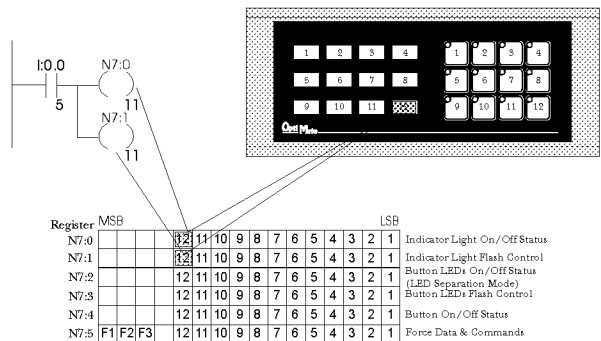 I:0.0
5
N7:0
11
N7:1
11
1 2 3 4
5 6 7 8
9 10 11
1 2 3 4
5 6 7 8
9 10 11 12
Opti Mate
Register MSB LSB
N7:0 12 11 10 9 8 7 6 5 4 3 2 1 Indicator Light On/Off Status
N7:1 12 11 10 9 8 7 6 5 4 3 2 1 Indicator Light Flash Control
N7:2 12 11 10 9 8 7 6 5 4 3 2 1 Button LEDs On/Off Status
(LED Separation Mode)
N7:3 12 11 10 9 8 7 6 5 4 3 2 1 Button LEDs Flash Control
N7:4 12 11 10 9 8 7 6 5 4 3 2 1 Button On/Off Status
N7:5 F1 F2 F3 12 11 10 9 8 7 6 5 4 3 2 1 Force Data & Commands